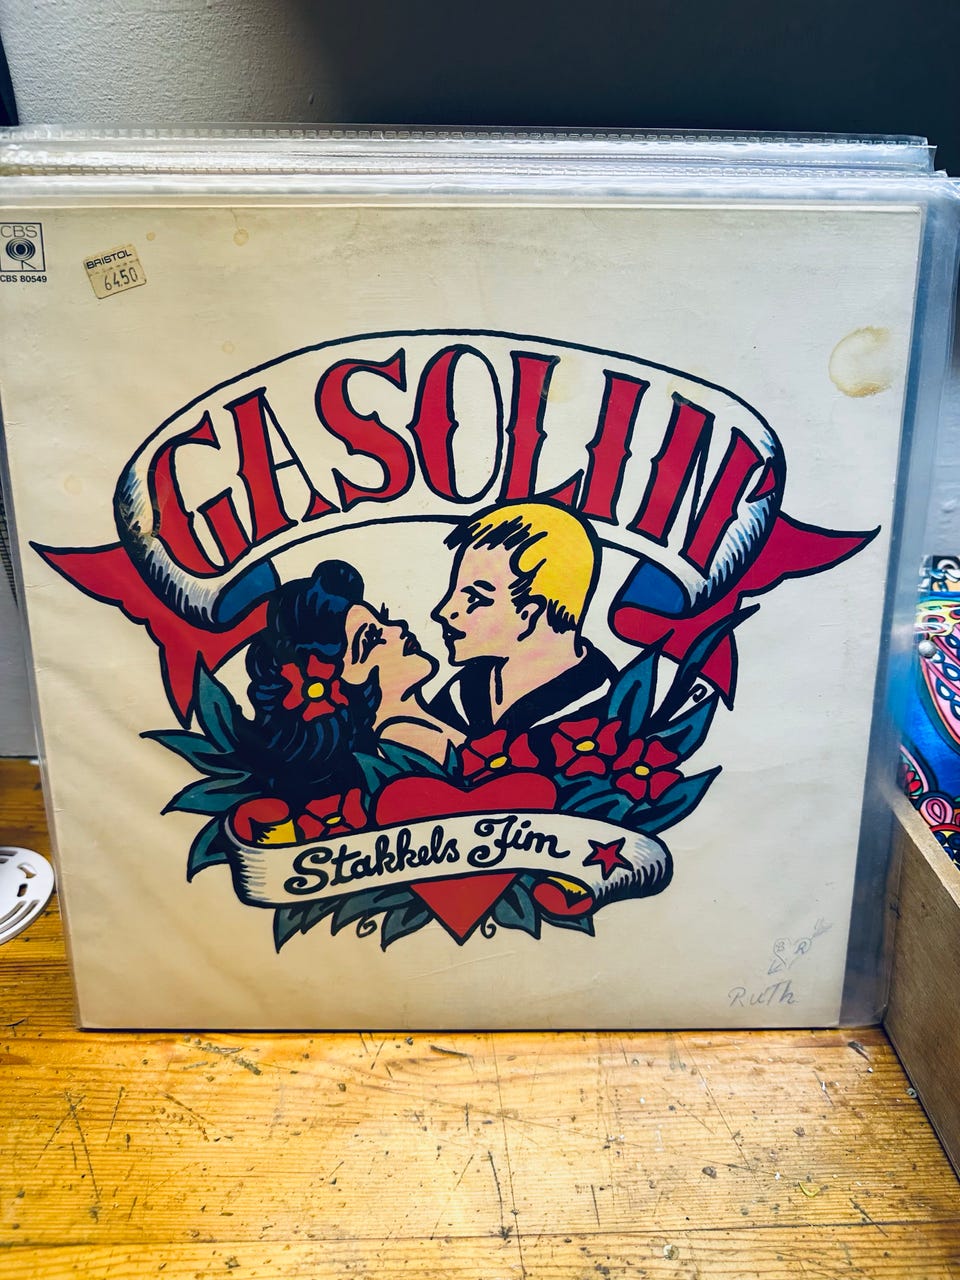 CBS
CBS 80549
BRISTOL
64.50
GASOLIN'
Stakkels Jim
B R
RuTh